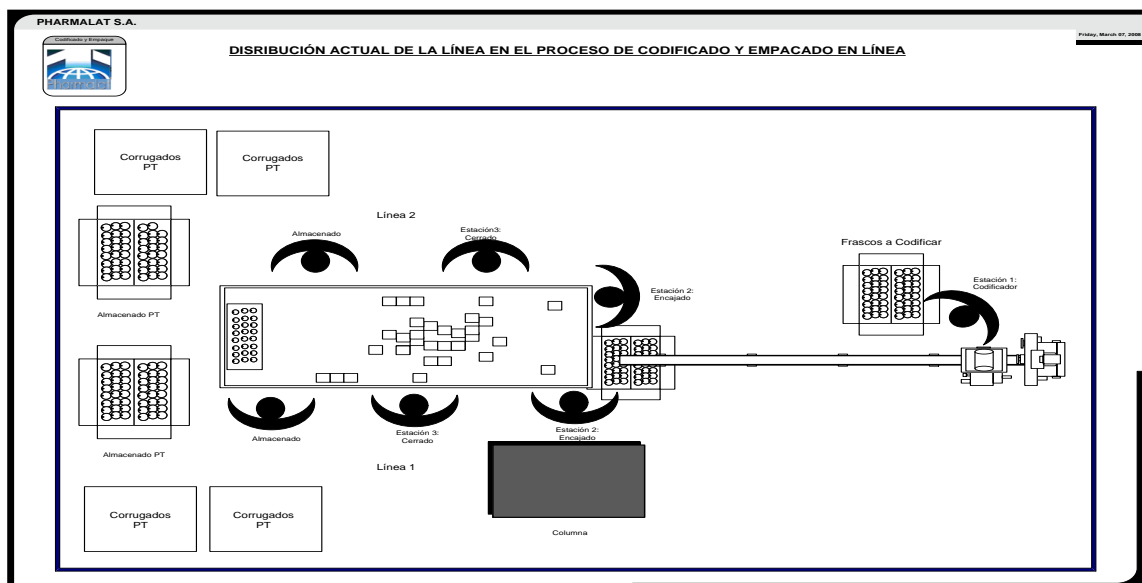 PHARMALAT S.A.
Codificado y Empaque
Friday, March 07, 2008
DISRIBUCIÓN ACTUAL DE LA LÍNEA EN EL PROCESO DE CODIFICADO Y EMPACADO EN LÍNEA
Corrugados
PT
Corrugados
PT
Línea 2
Almacenado
Estación3:
Cerrado
Frascos a Codificar
Estación 1:
Codificador
Estación 2:
Encajado
Almacenado PT
Almacenado
Estación 3:
Cerrado
Estación 2:
Encajado
Almacenado PT
Línea 1
Corrugados
PT
Corrugados
PT
Columna